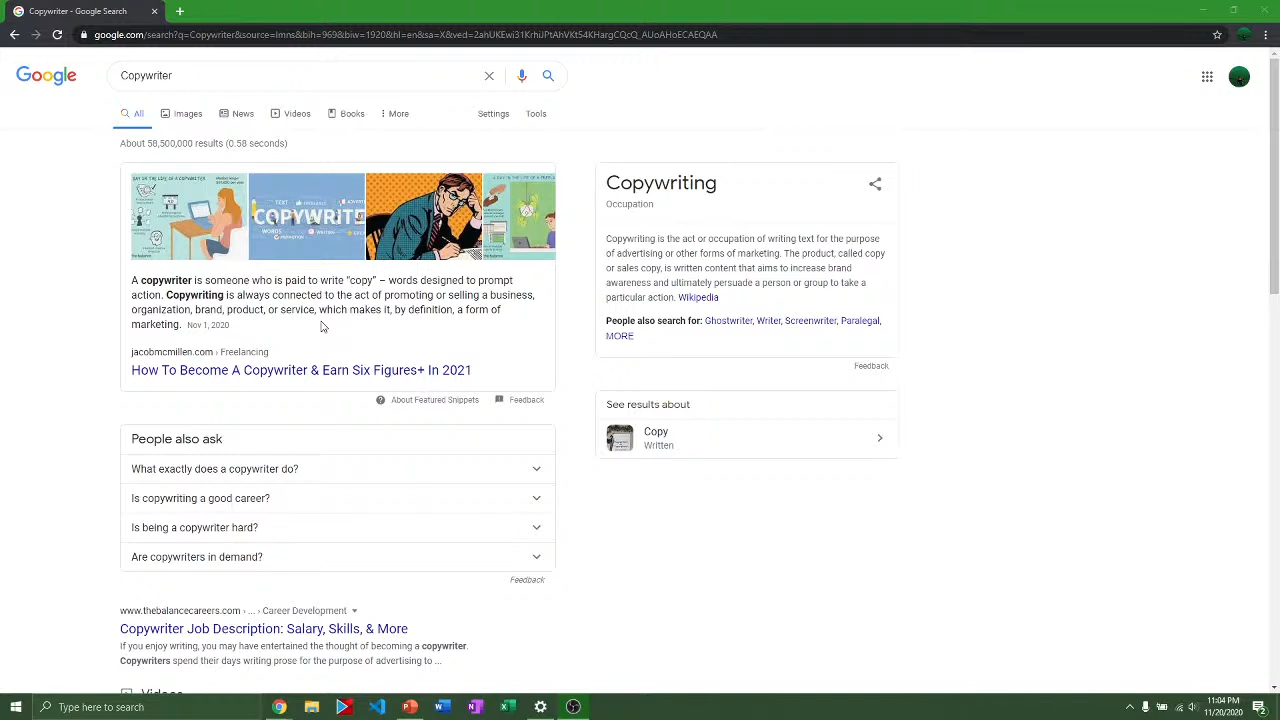 Copywriter - Google Search
google.com/search?q=Copywriter&source=lmns&bih=969&biw=1920&hl=en&sa=X&ved=2ahUKEwi31KrhuPtAhVKt54KHargCQcQ_AUoAHoECAEQAA
Google
Copywriter
All
Images
News
Videos
Books
More
Settings
Tools
About 58,500,000 results (0.58 seconds)
COPYWRITE
TEXT
WORDS
PROMOTION
A copywriter is someone who is paid to write “copy” – words designed to prompt
action. Copywriting is always connected to the act of promoting or selling a business,
organization, brand, product, or service, which makes it, by definition, a form of
marketing. Nov 1, 2020
jacobmcmillen.com › Freelancing
How To Become A Copywriter & Earn Six Figures+ In 2021
About Featured Snippets
Feedback
People also ask
What exactly does a copywriter do?
Is copywriting a good career?
Is being a copywriter hard?
Are copywriters in demand?
Feedback
www.thebalancecareers.com › ... › Career Development
Copywriter Job Description: Salary, Skills, & More
If you enjoy writing, you may have entertained the thought of becoming a copywriter.
Copywriters spend their days writing prose for the purpose of advertising to ...
Videos
Copywriting
Occupation
Copywriting is the act or occupation of writing text for the purpose
of advertising or other forms of marketing. The product, called copy
or sales copy, is written content that aims to increase brand
awareness and ultimately persuade a person or group to take a
particular action. Wikipedia
People also search for: Ghostwriter, Writer, Screenwriter, Paralegal,
MORE
Feedback
See results about
Copy
Written
Type here to search
11:04 PM
11/20/2020